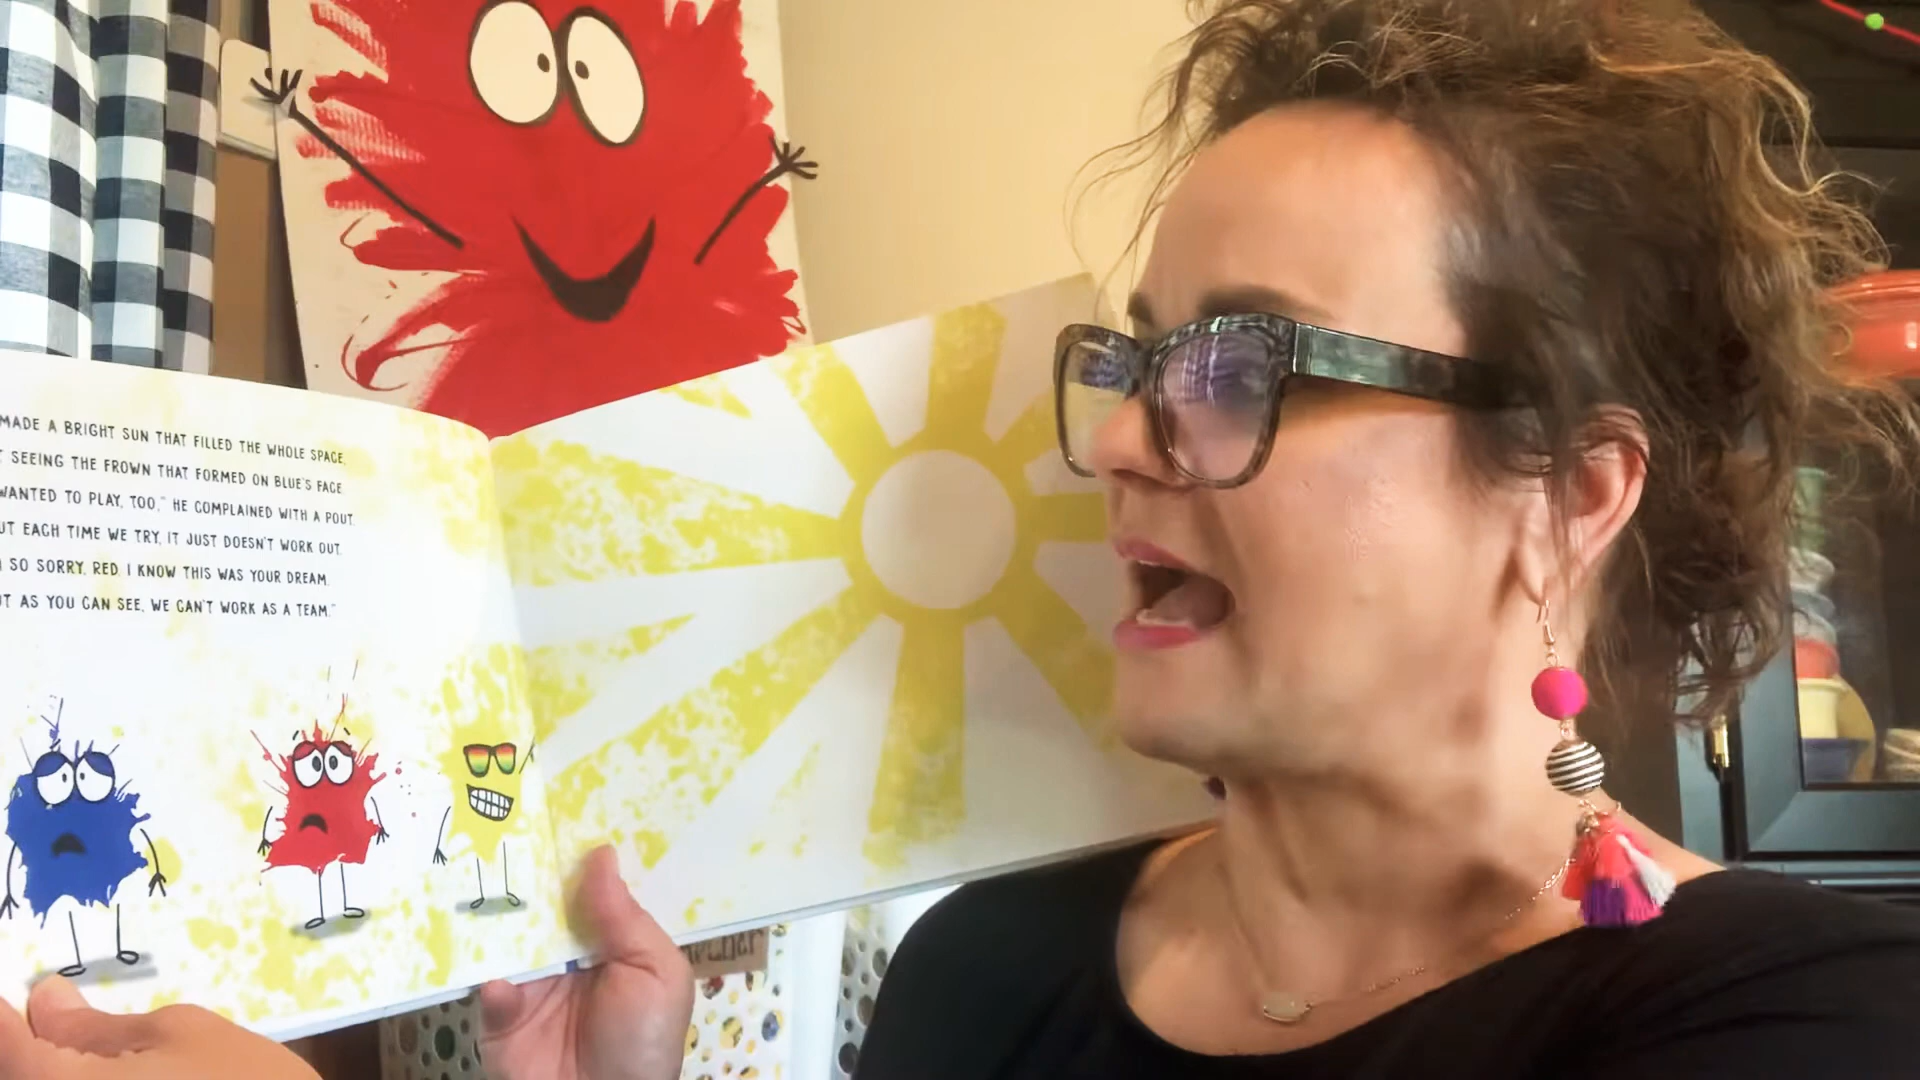 MADE A BRIGHT SUN THAT FILLED THE WHOLE SPACE,
SEEING THE FROWN THAT FORMED ON BLUE'S FACE.
WANTED TO PLAY, TOO," HE COMPLAINED WITH A POUT.
UT EACH TIME WE TRY, IT JUST DOESN'T WORK OUT.
SO SORRY, RED. I KNOW THIS WAS YOUR DREAM.
UT AS YOU CAN SEE, WE CAN'T WORK AS A TEAM."